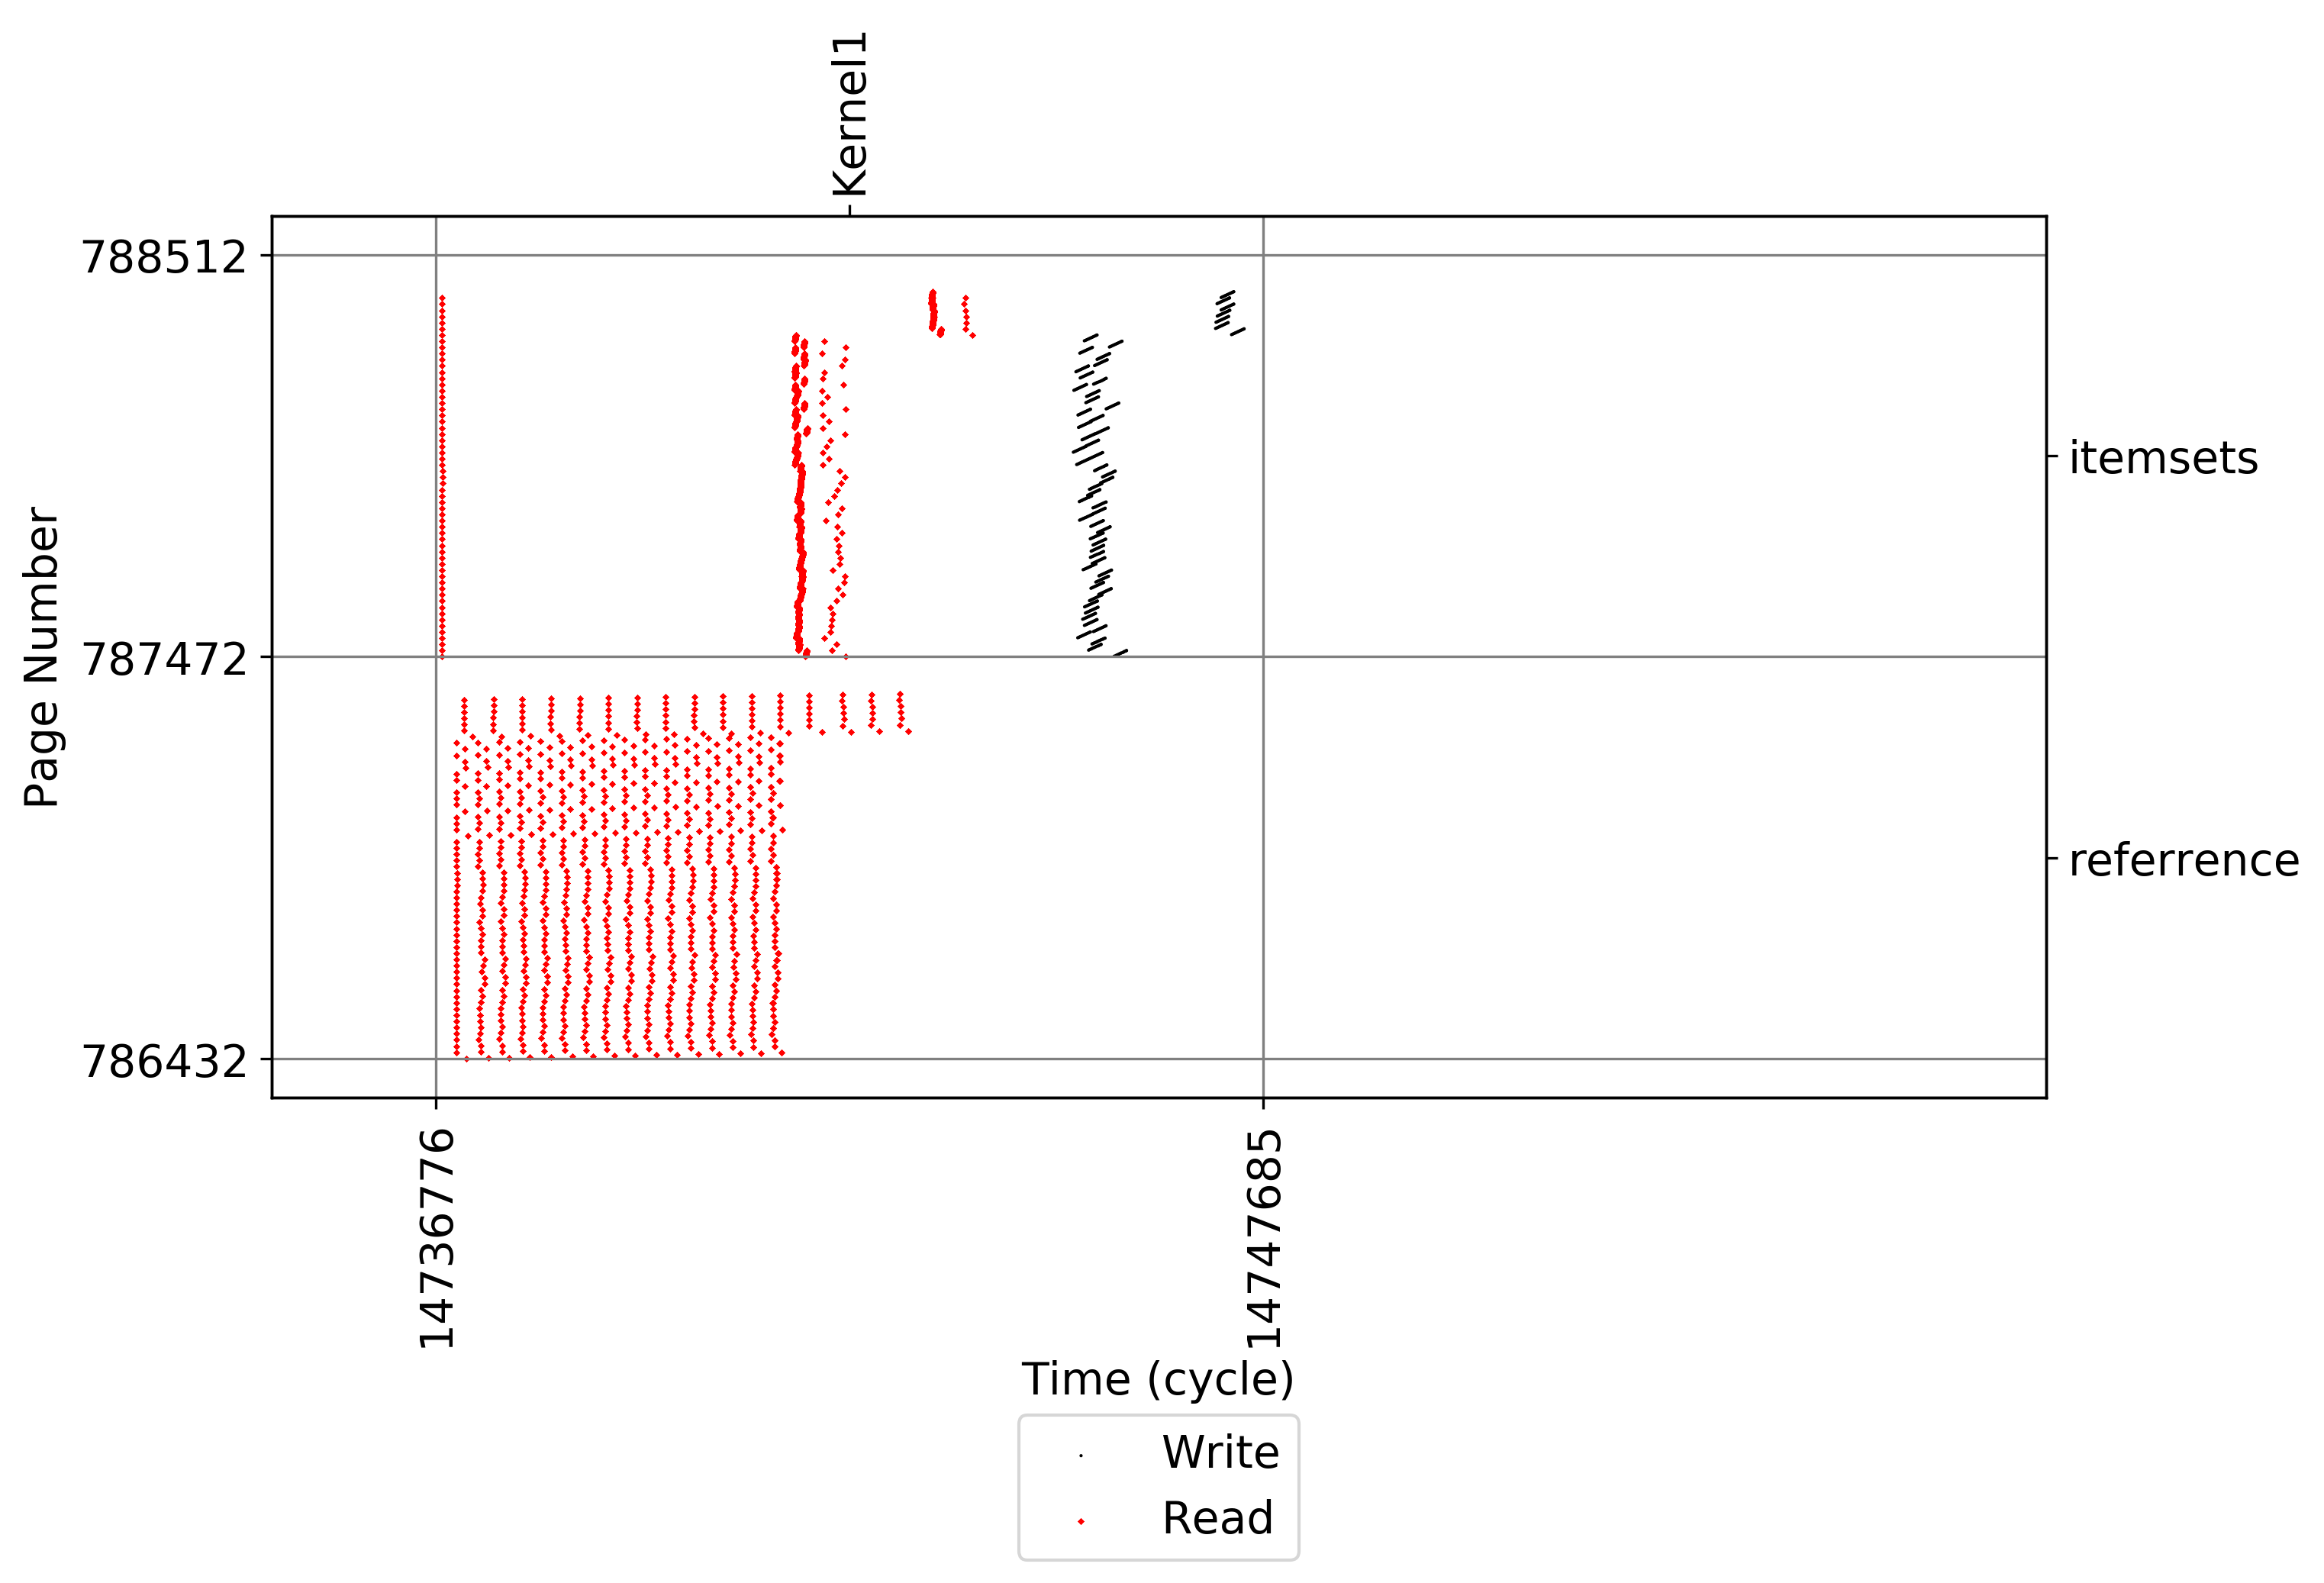 Kernel1
788512
787472
786432
Page Number
itemsets
referrence
14736776
14747685
Time (cycle)
Write
Read